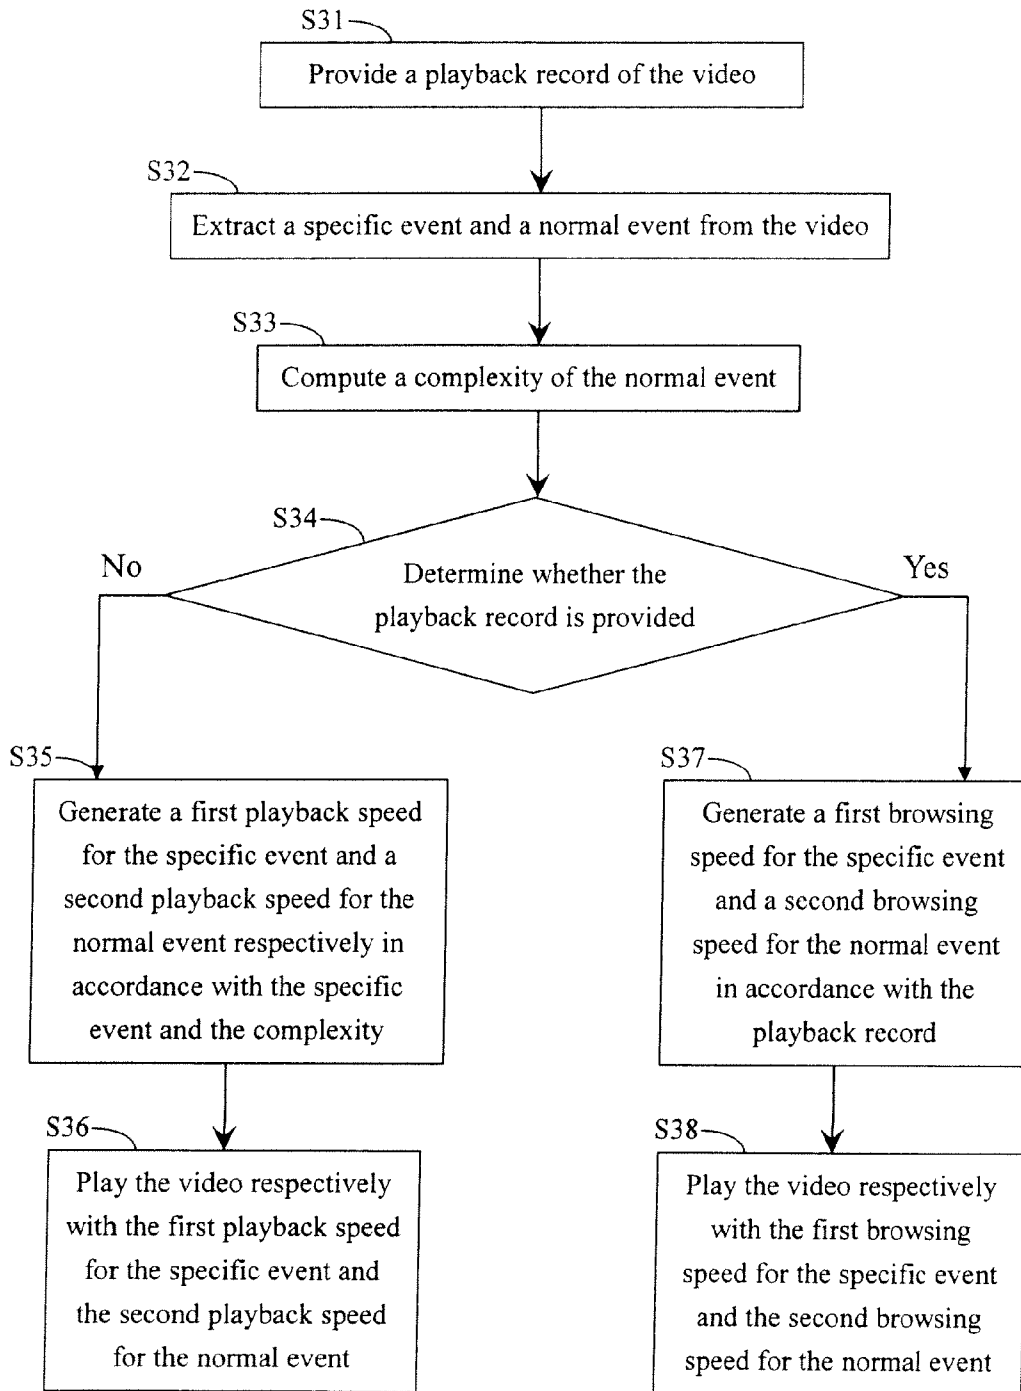 S31
Provide a playback record of the video
S32
Extract a specific event and a normal event from the video
S33
Compute a complexity of the normal event
S34
Determine whether the
playback record is provided
No
Yes
S35
Generate a first playback speed
for the specific event and a
second playback speed for the
normal event respectively in
accordance with the specific
event and the complexity
S37
Generate a first browsing
speed for the specific event
and a second browsing
speed for the normal event
in accordance with the
playback record
S36
Play the video respectively
with the first playback speed
for the specific event and
the second playback speed
for the normal event
S38
Play the video respectively
with the first browsing
speed for the specific event
and the second browsing
speed for the normal event